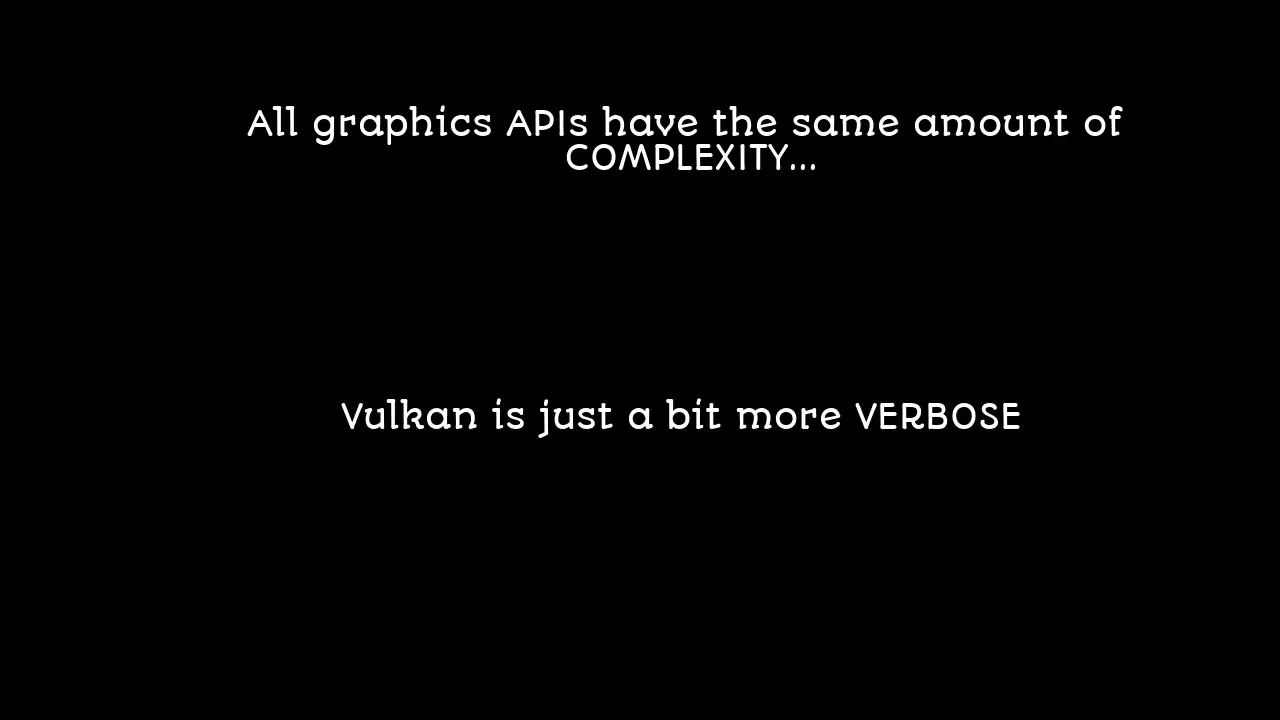 All graphics APIs have the same amount of
COMPLEXITY...
Vulkan is just a bit more VERBOSE